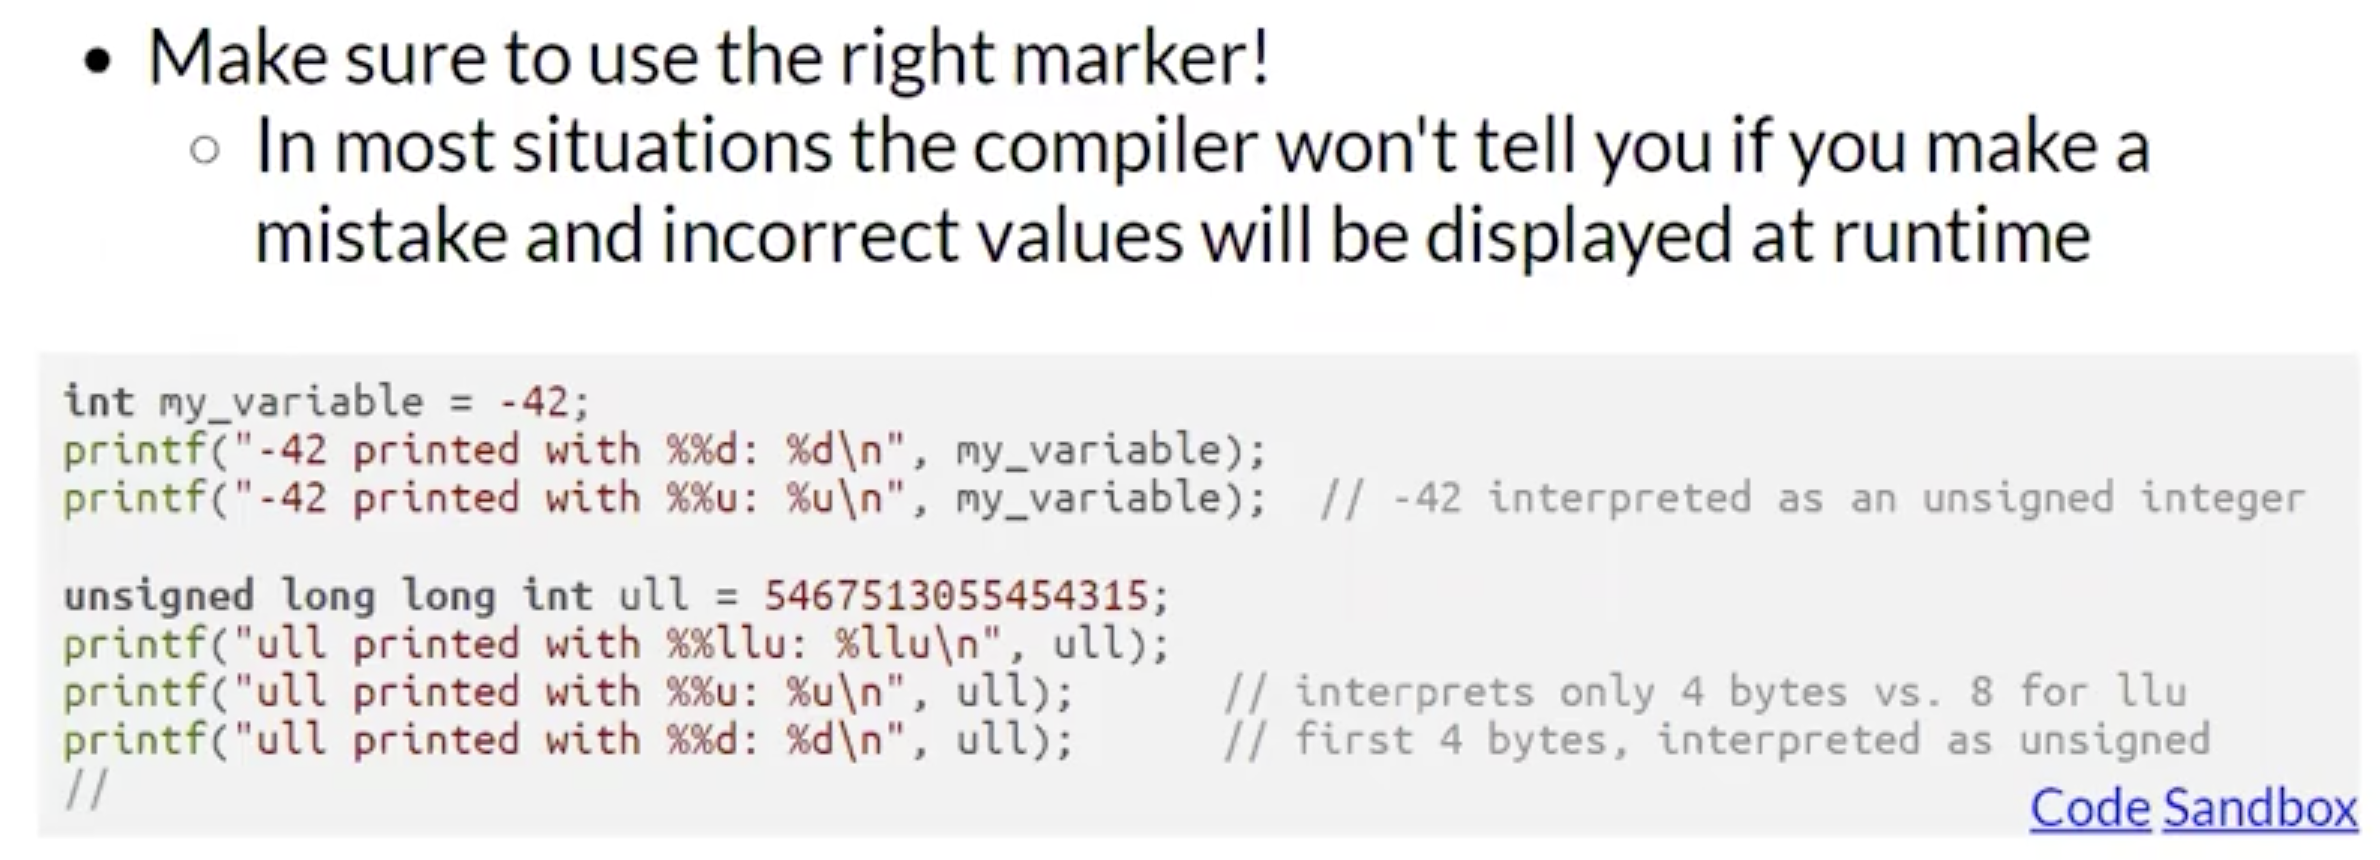 • Make sure to use the right marker!
○ In most situations the compiler won't tell you if you make a
mistake and incorrect values will be displayed at runtime
int my_variable = -42;
printf("-42 printed with %%d: %d\n", my_variable);
printf("-42 printed with %%u: %u\n", my_variable);  // -42 interpreted as an unsigned integer
unsigned long long int ull = 5467513055454315;
printf("ull printed with %%llu: %llu\n", ull);
printf("ull printed with %%u: %u\n", ull);      // interprets only 4 bytes vs. 8 for llu
printf("ull printed with %%d: %d\n", ull);      // first 4 bytes, interpreted as unsigned
//
Code Sandbox